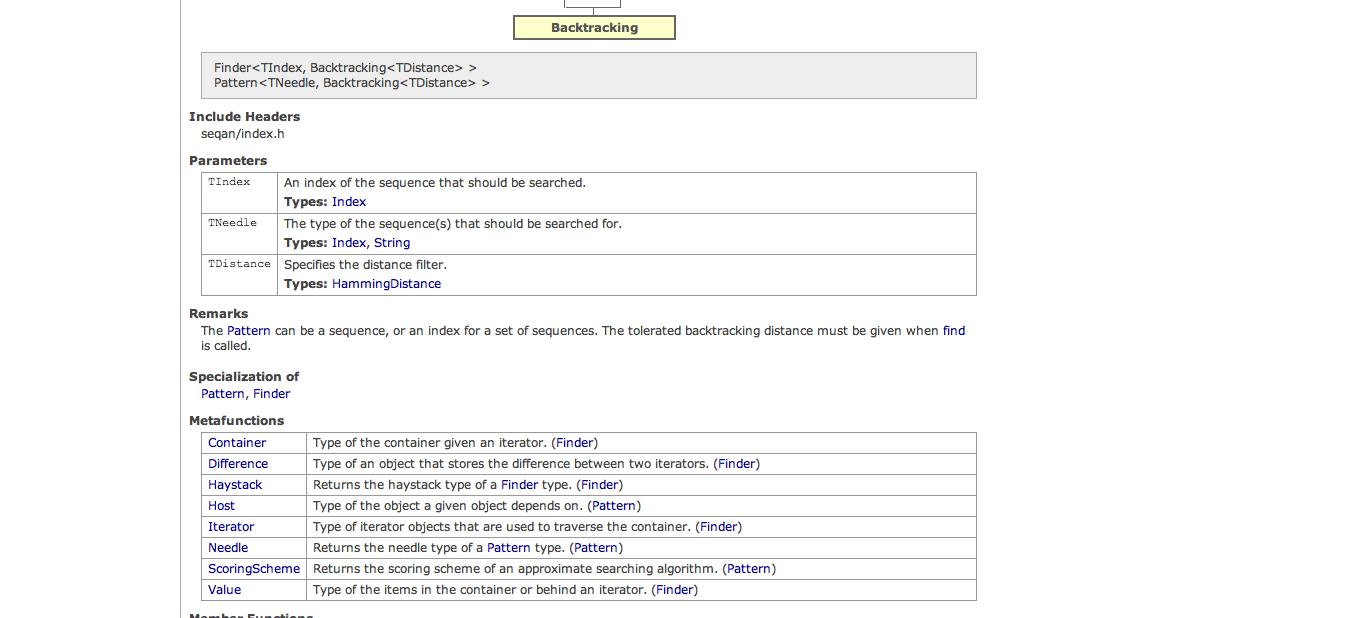 Backtracking
Finder<TIndex, Backtracking<TDistance> >
Pattern<TNeedle, Backtracking<TDistance> >
Include Headers
seqan/index.h
Parameters
TIndex An index of the sequence that should be searched.
Types: Index
TNeedle The type of the sequence(s) that should be searched for.
Types: Index, String
TDistance Specifies the distance filter.
Types: HammingDistance
Remarks
The Pattern can be a sequence, or an index for a set of sequences. The tolerated backtracking distance must be given when find
is called.
Specialization of
Pattern, Finder
Metafunctions
Container Type of the container given an iterator. (Finder)
Difference Type of an object that stores the difference between two iterators. (Finder)
Haystack Returns the haystack type of a Finder type. (Finder)
Host Type of the object a given object depends on. (Pattern)
Iterator Type of iterator objects that are used to traverse the container. (Finder)
Needle Returns the needle type of a Pattern type. (Pattern)
ScoringScheme Returns the scoring scheme of an approximate searching algorithm. (Pattern)
Value Type of the items in the container or behind an iterator. (Finder)
Member Functions